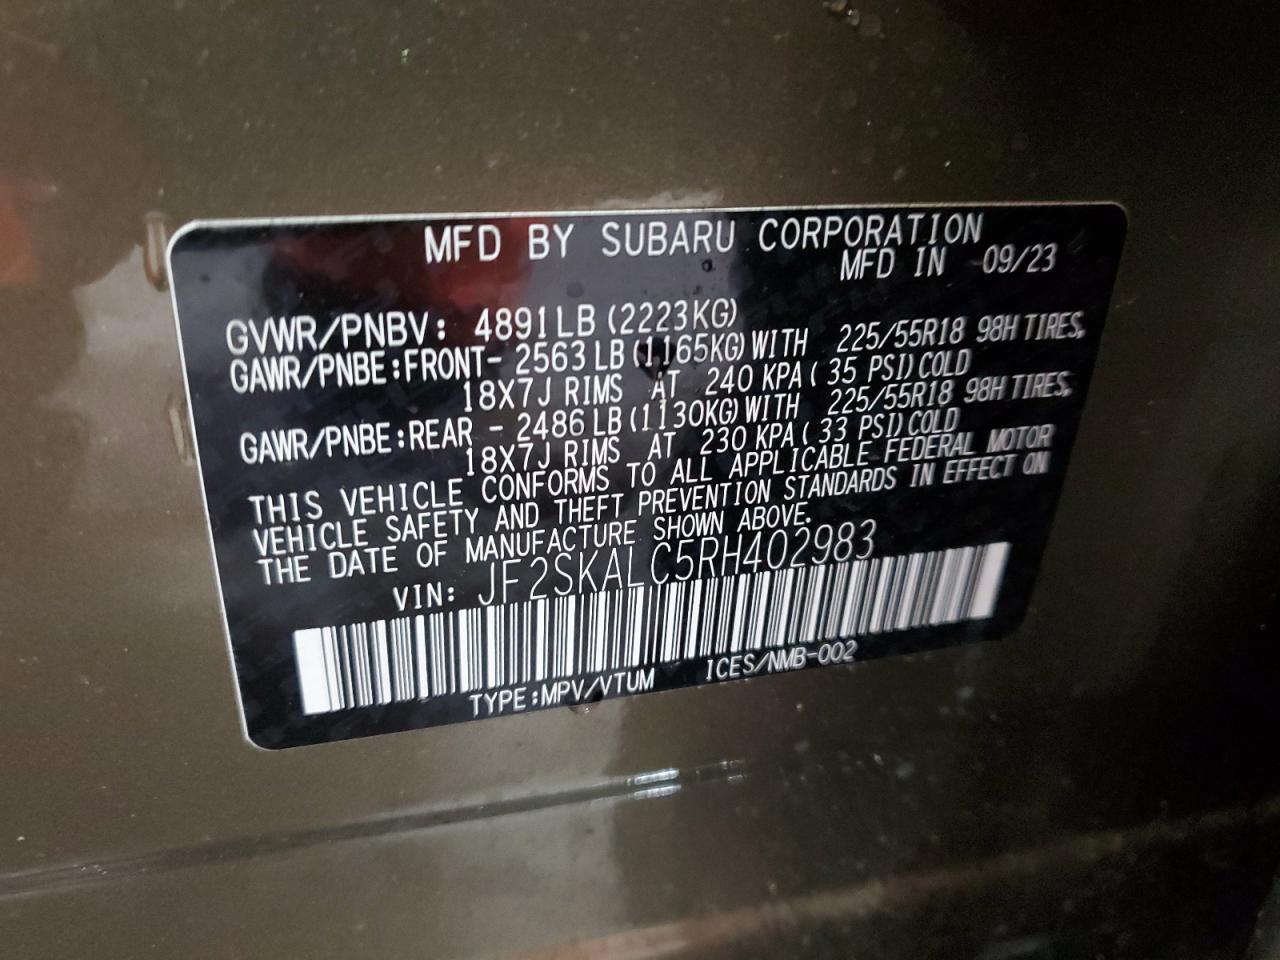 MFD BY SUBARU CORPORATION
MFD IN 09/23
GVWR/PNBV: 4891LB (2223KG)
GAWR/PNBE:FRONT- 2563LB (1165KG) WITH 225/55R18 98H TIRES,
18X7J RIMS AT 240 KPA( 35 PSI) COLD
GAWR/PNBE:REAR - 2486LB (1130KG) WITH 225/55R18 98H TIRES,
18X7J RIMS AT 230 KPA( 33 PSI) COLD
THIS VEHICLE CONFORMS TO ALL APPLICABLE FEDERAL MOTOR
VEHICLE SAFETY AND THEFT PREVENTION STANDARDS IN EFFECT ON
THE DATE OF MANUFACTURE SHOWN ABOVE.
VIN: JF2SKALC5RH402983
TYPE:MPV/VTUM ICES/NMB-002